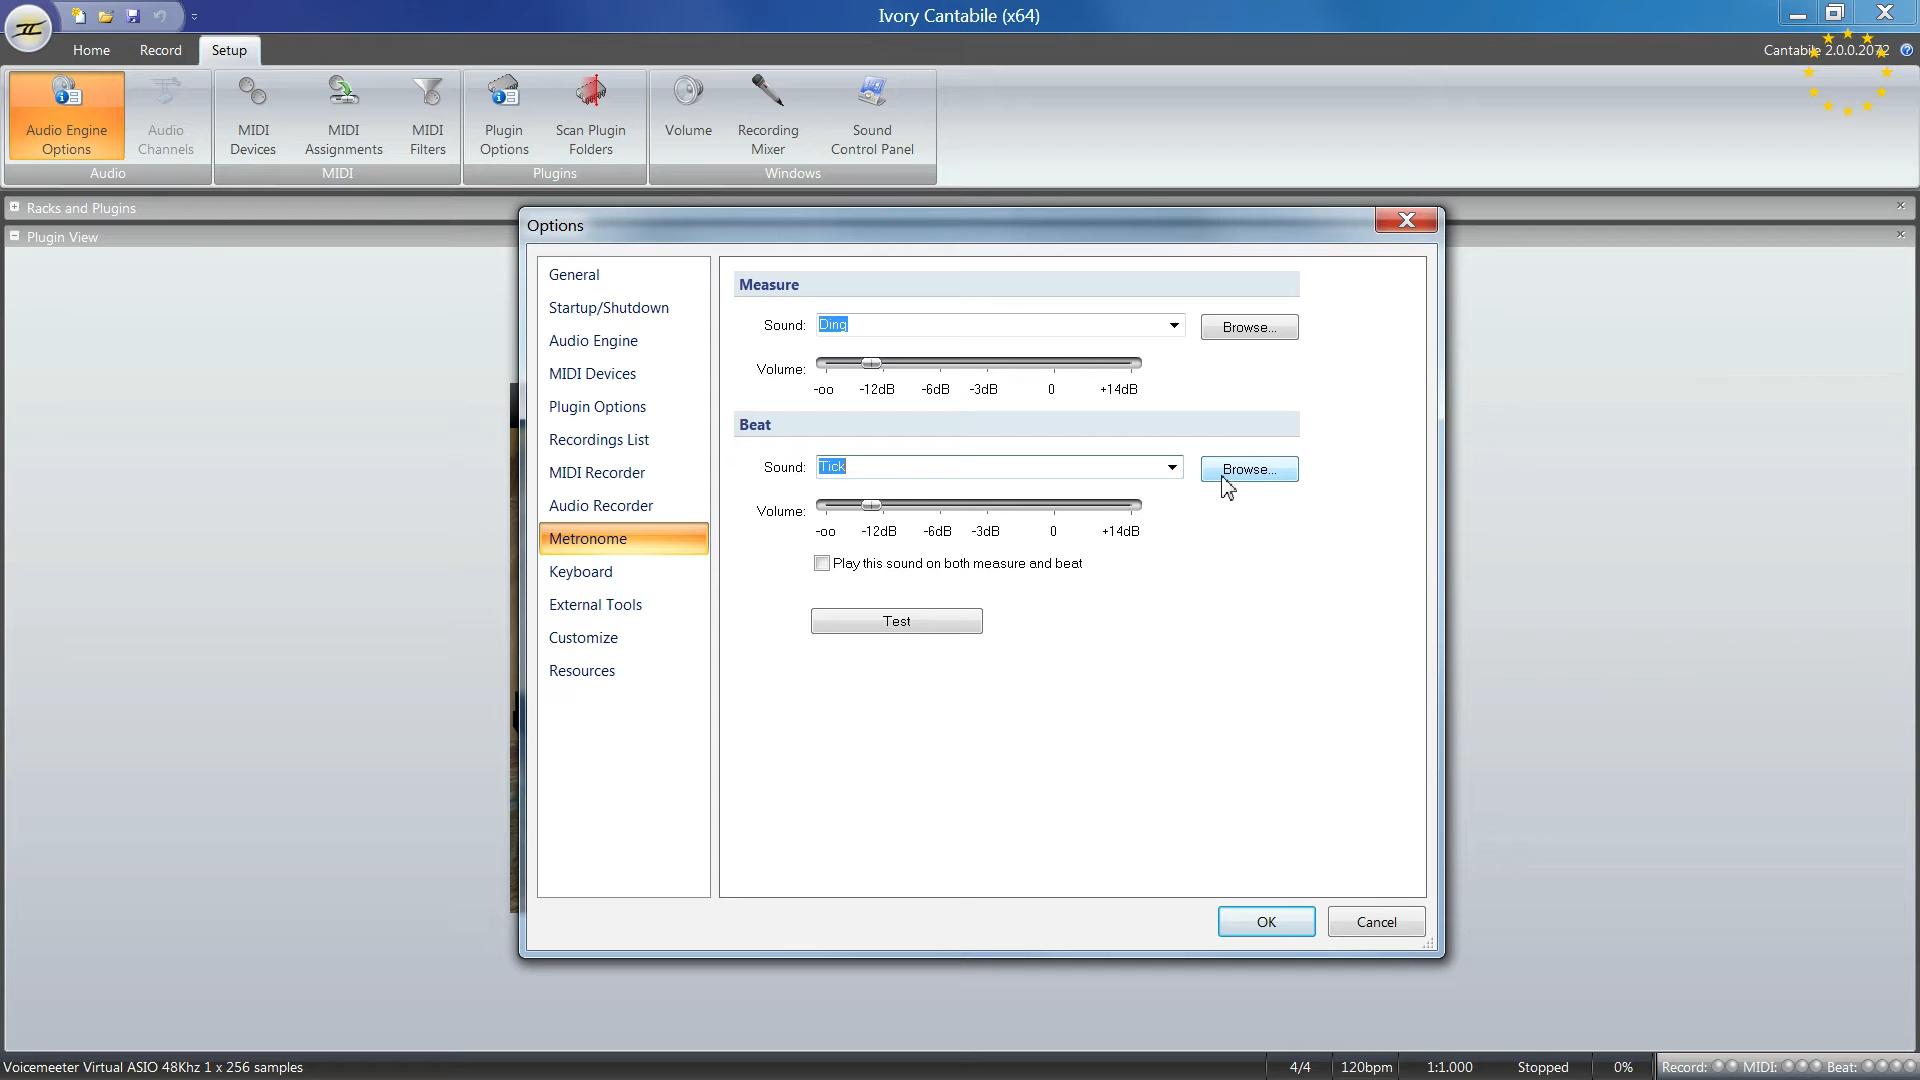 Ivory Cantabile (x64)
Home Record Setup
Cantabile 2.0.0.2072
Audio Engine Options
Audio Channels
MIDI Devices
MIDI Assignments
MIDI Filters
Plugin Options
Scan Plugin Folders
Volume
Recording Mixer
Sound Control Panel
Audio MIDI Plugins Windows
Racks and Plugins
Plugin View
Options
General
Startup/Shutdown
Audio Engine
MIDI Devices
Plugin Options
Recordings List
MIDI Recorder
Audio Recorder
Metronome
Keyboard
External Tools
Customize
Resources
Measure
Sound: Ding Browse...
Volume:
-oo -12dB -6dB -3dB 0 +14dB
Beat
Sound: Tick Browse...
Volume:
-oo -12dB -6dB -3dB 0 +14dB
Play this sound on both measure and beat
Test
OK Cancel
Voicemeeter Virtual ASIO 48Khz 1 x 256 samples 4/4 120bpm 1:1.000 Stopped 0% Record: MIDI: Beat: